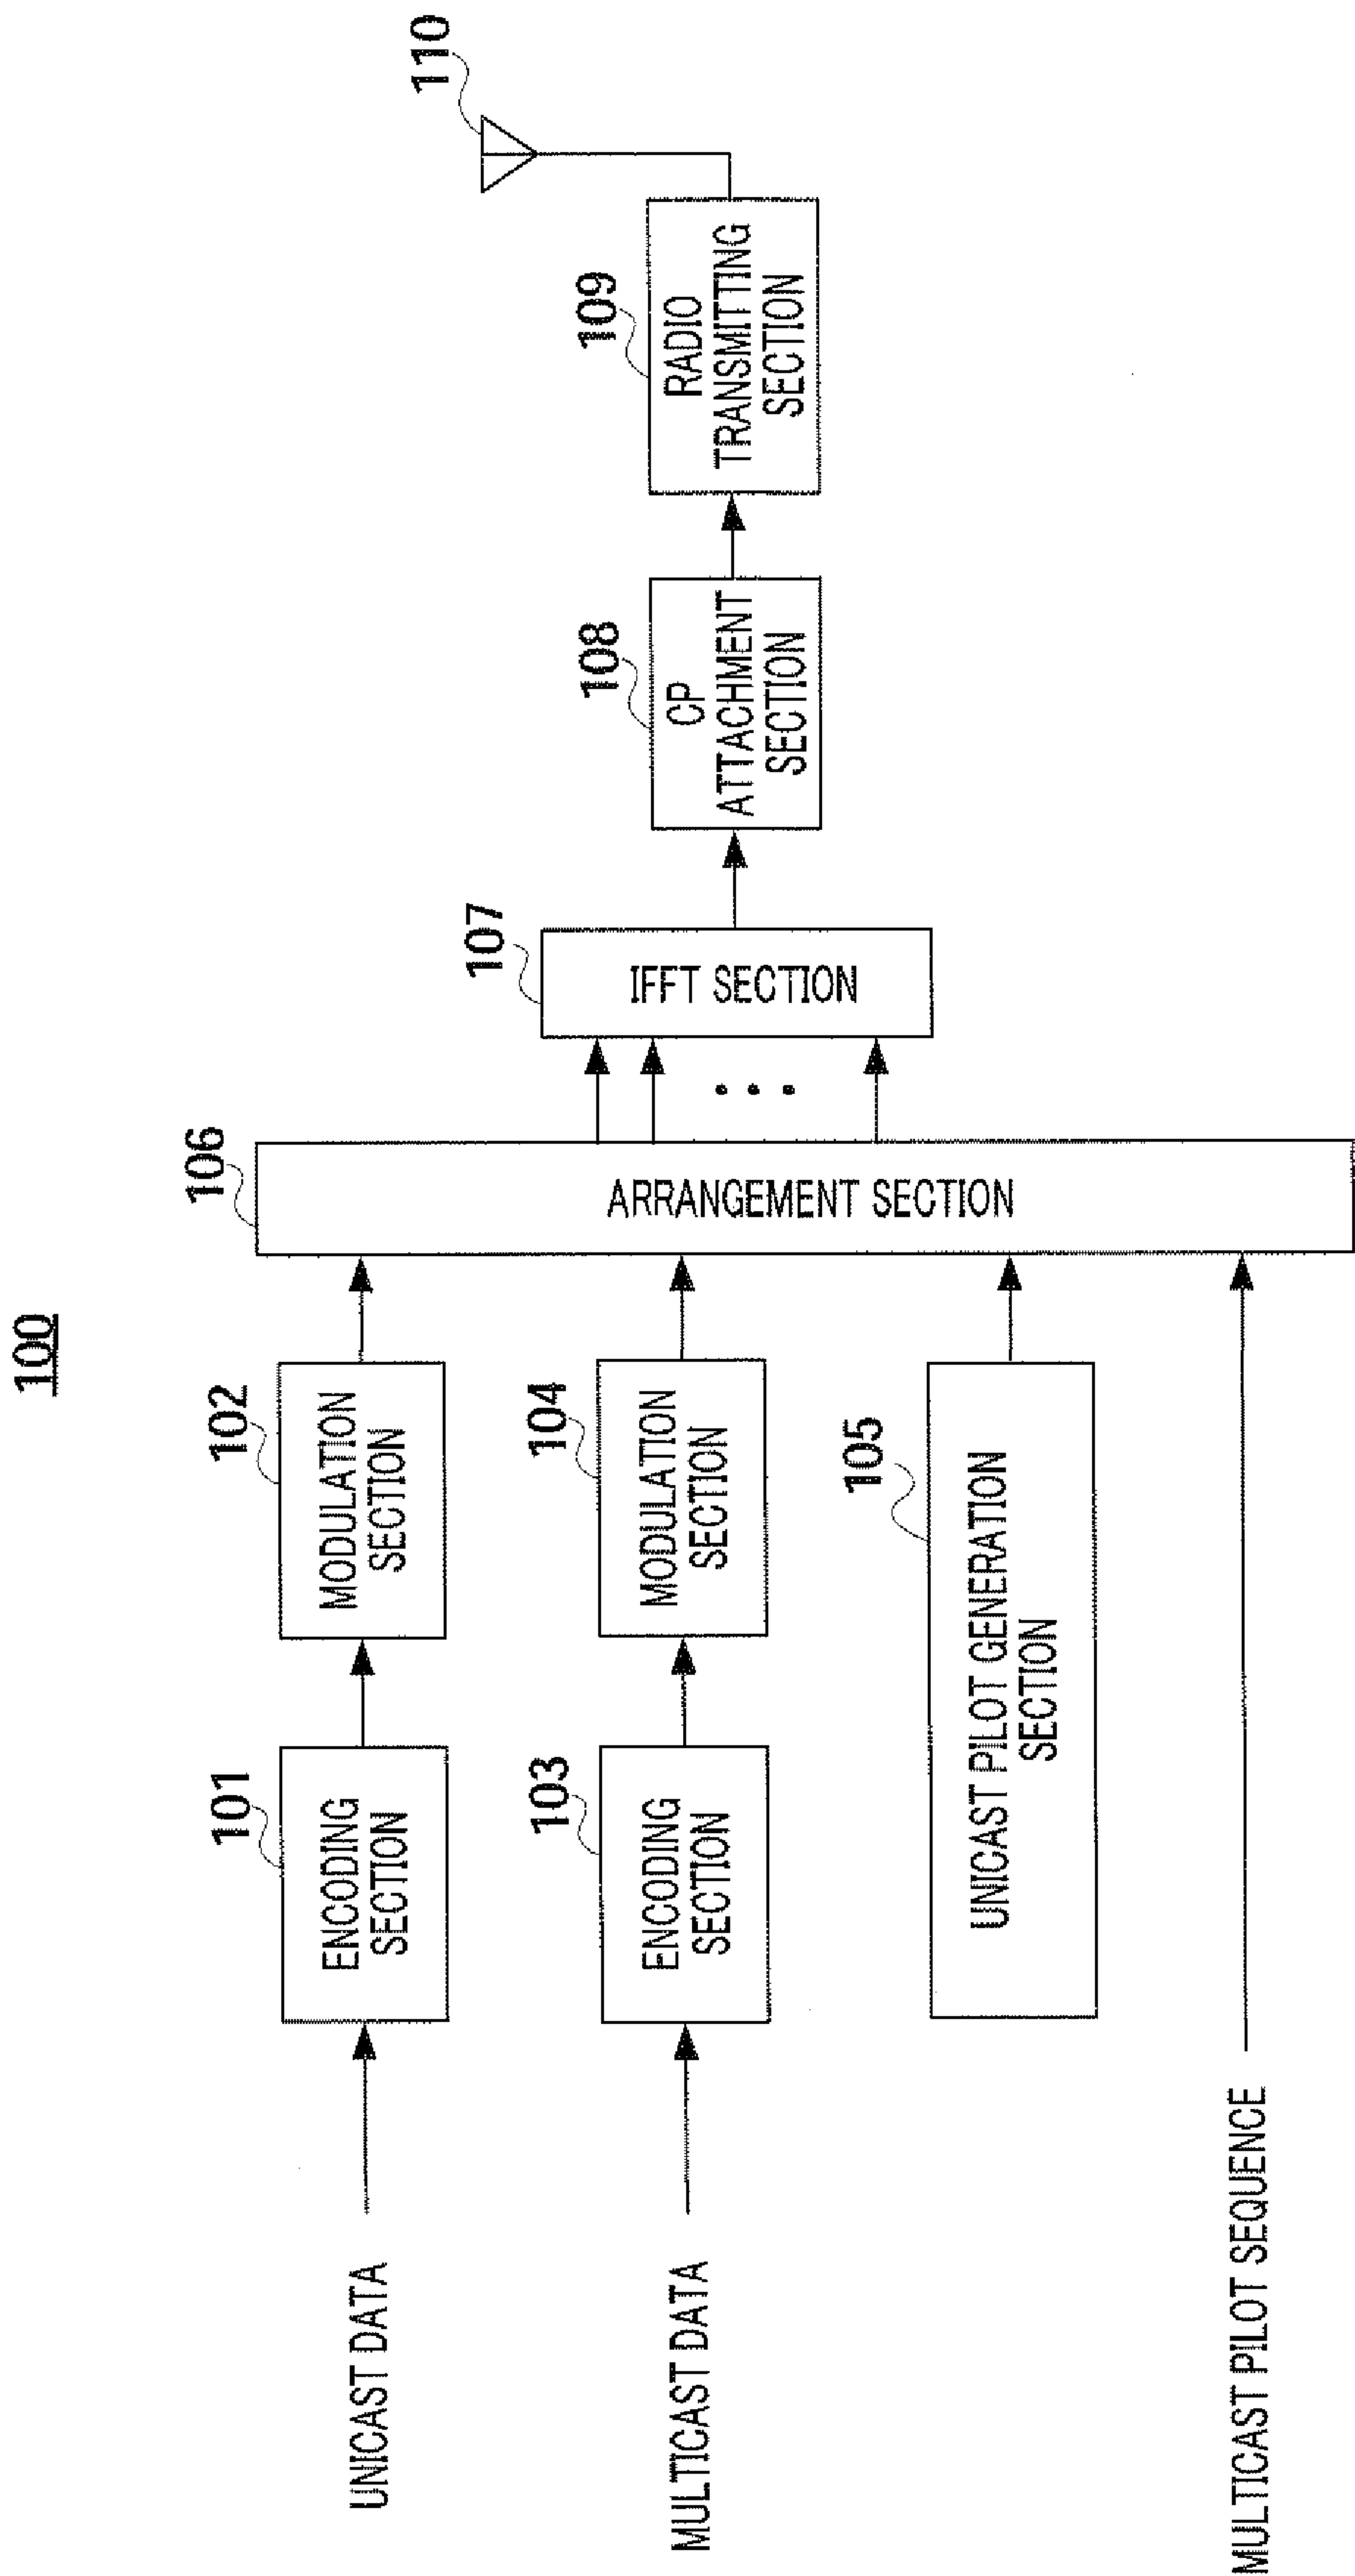 100
UNICAST DATA
101
ENCODING
SECTION
102
MODULATION
SECTION
MULTICAST DATA
103
ENCODING
SECTION
104
MODULATION
SECTION
105
UNICAST PILOT GENERATION
SECTION
MULTICAST PILOT SEQUENCE
106
ARRANGEMENT SECTION
107
IFFT SECTION
108
CP
ATTACHMENT
SECTION
109
RADIO
TRANSMITTING
SECTION
110